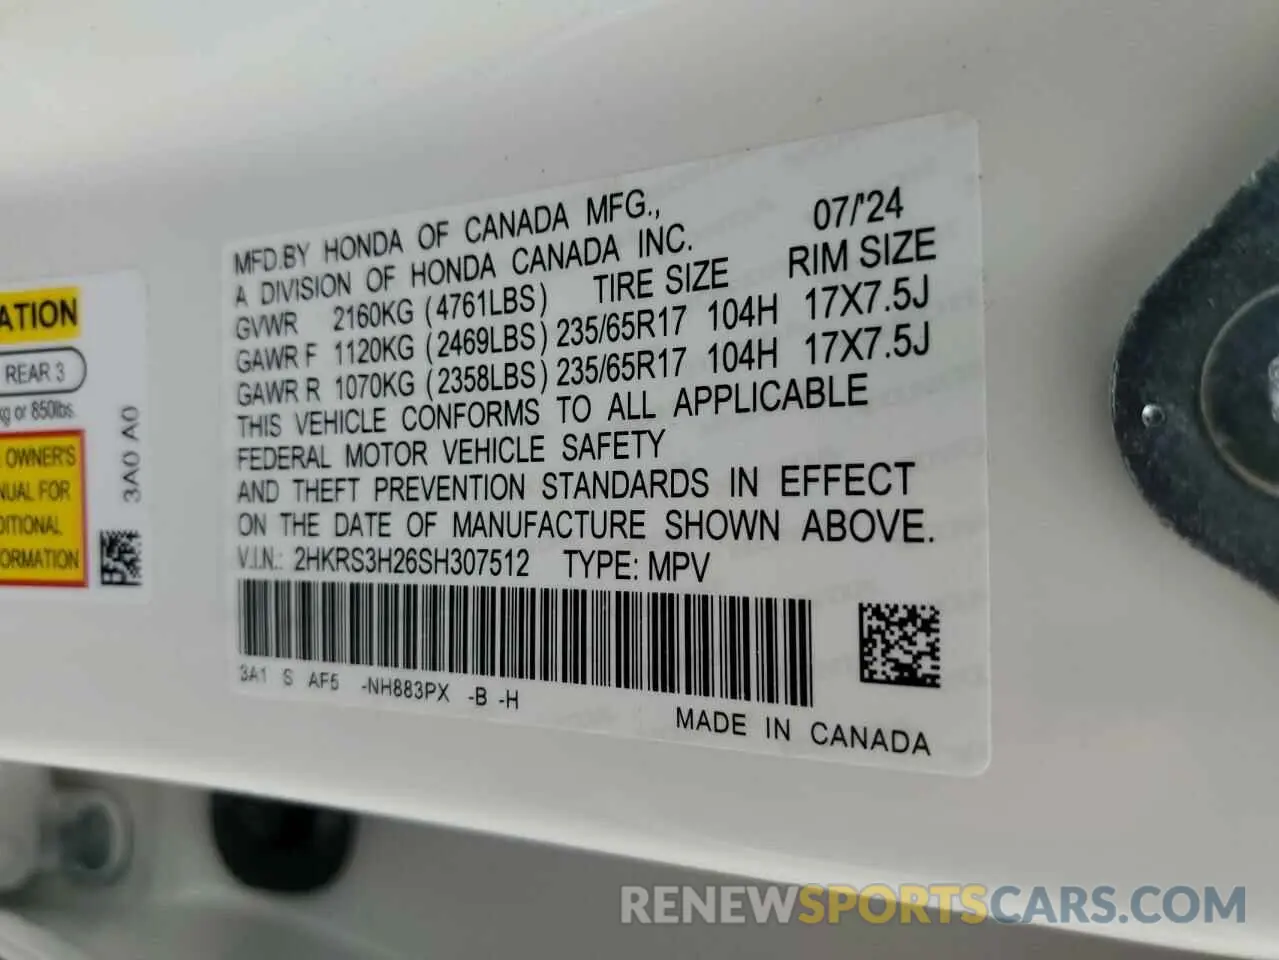 ATION
REAR 3
kg or 850lbs.
OWNER'S
NUAL FOR
DITIONAL
FORMATION
3A0 A0
MFD.BY HONDA OF CANADA MFG., 07/'24
A DIVISION OF HONDA CANADA INC.
TIRE SIZE RIM SIZE
GVWR 2160KG (4761LBS)
GAWR F 1120KG (2469LBS) 235/65R17 104H 17X7.5J
GAWR R 1070KG (2358LBS) 235/65R17 104H 17X7.5J
THIS VEHICLE CONFORMS TO ALL APPLICABLE
FEDERAL MOTOR VEHICLE SAFETY
AND THEFT PREVENTION STANDARDS IN EFFECT
ON THE DATE OF MANUFACTURE SHOWN ABOVE.
V.I.N.: 2HKRS3H26SH307512 TYPE: MPV
3A1 S AF5 -NH883PX -B -H
MADE IN CANADA
RENEWSPORTSCARS.COM